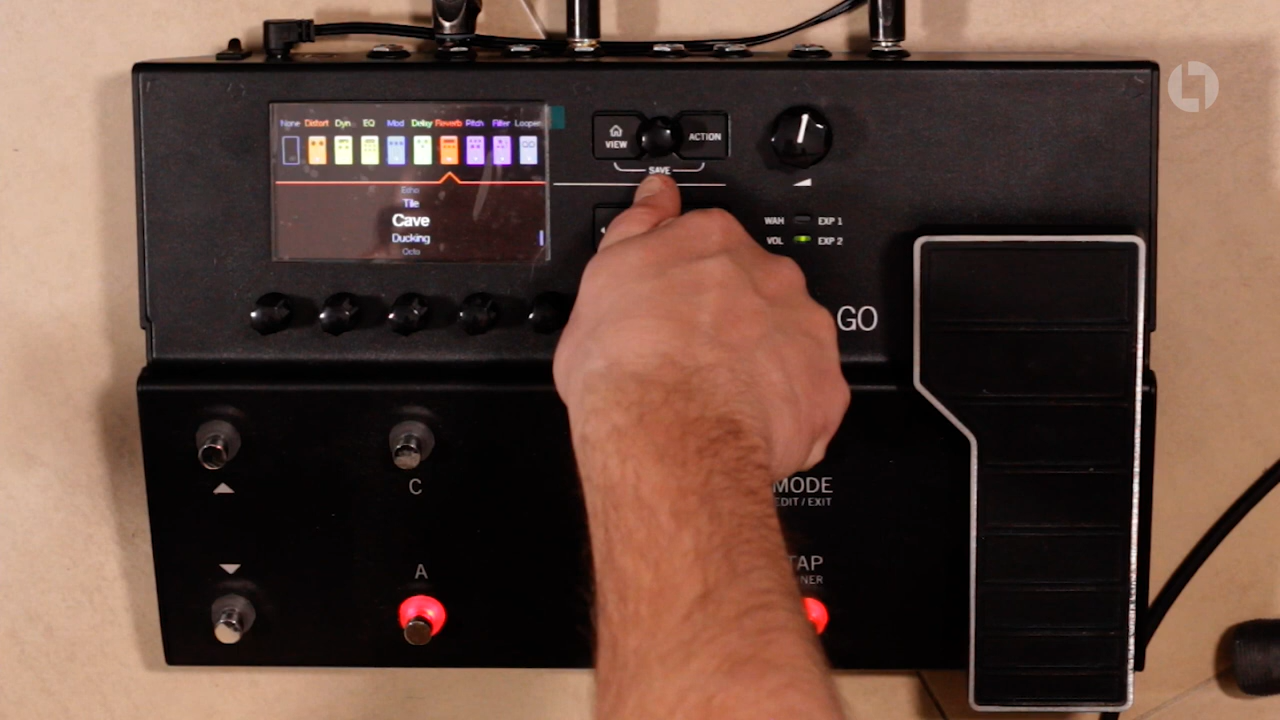 None Distort Dyn EQ Mod Delay Reverb Pitch Filter Looper
Echo
Tile
Cave
Ducking
Octo
VIEW
ACTION
SAVE
WAH EXP 1
VOL EXP 2
GO
C
MODE
EDIT / EXIT
A
TAP